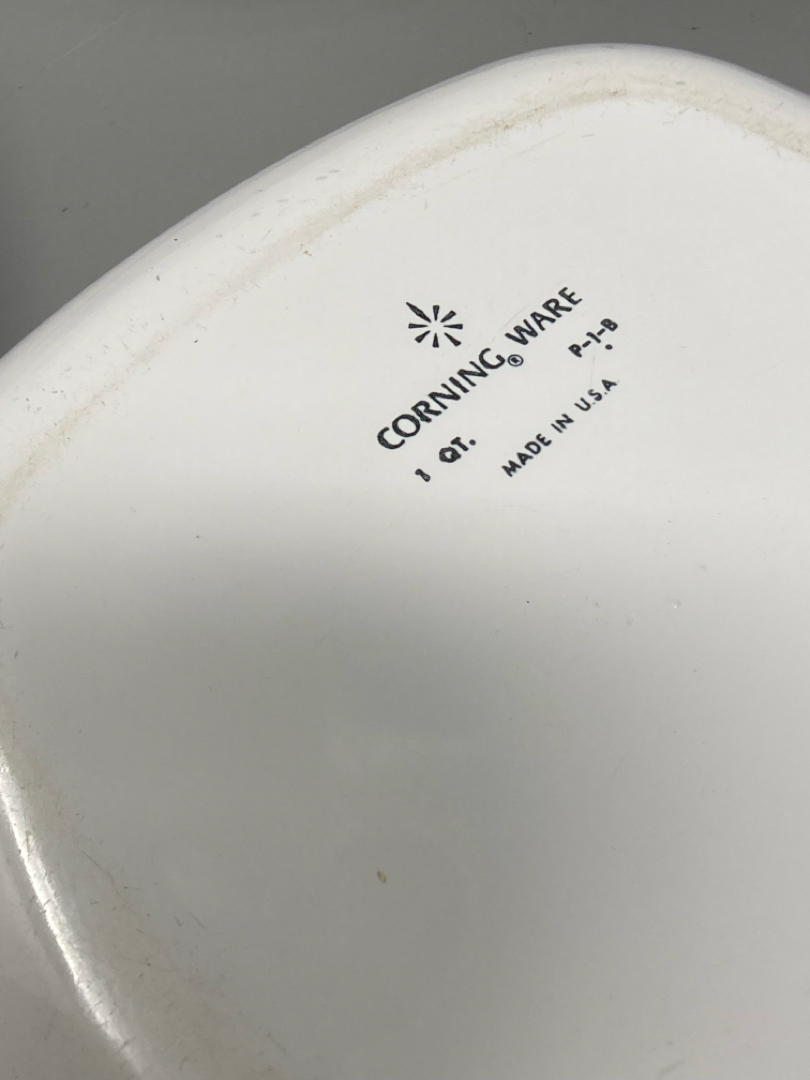 CORNING® WARE
1 QT. P-1-B
MADE IN U.S.A.